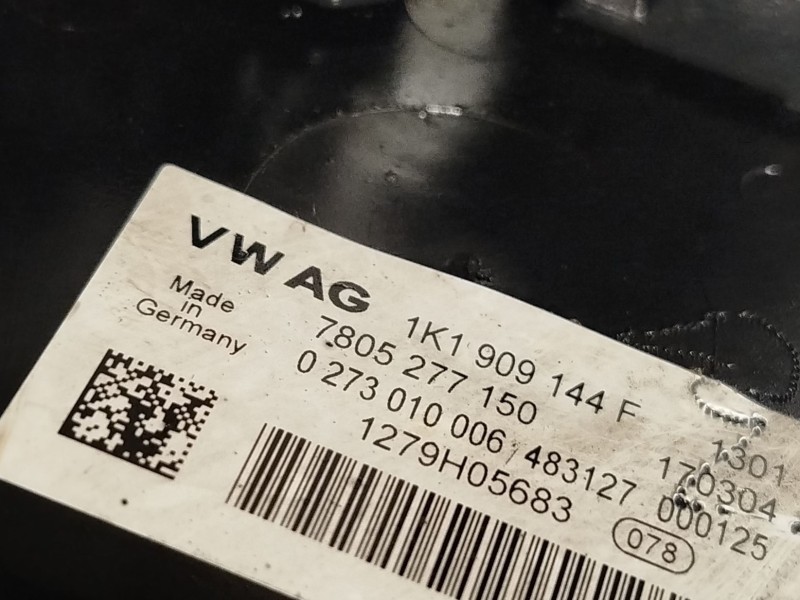 VW AG
Made
in
Germany
1K1 909 144 F
7805 277 150 1301
0 273 010 006 483127 170304
1279H05683 000125
078